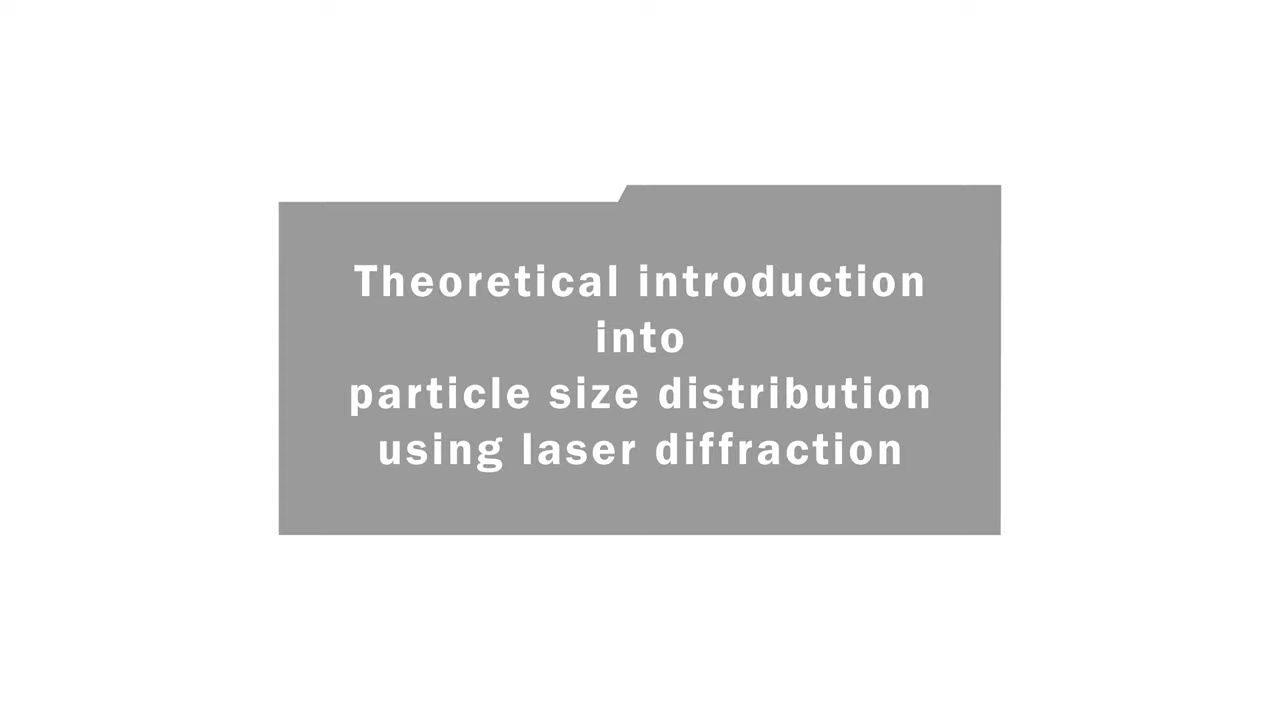 Theoretical introduction
into
particle size distribution
using laser diffraction